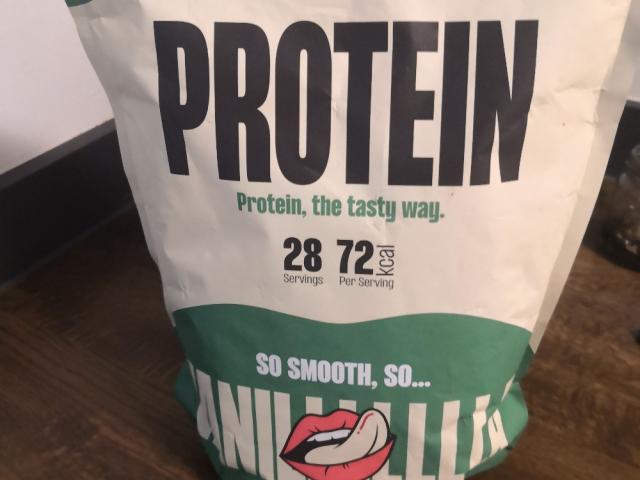 PROTEIN
Protein, the tasty way.
28 72 kcal
Servings Per Serving
SO SMOOTH, SO...